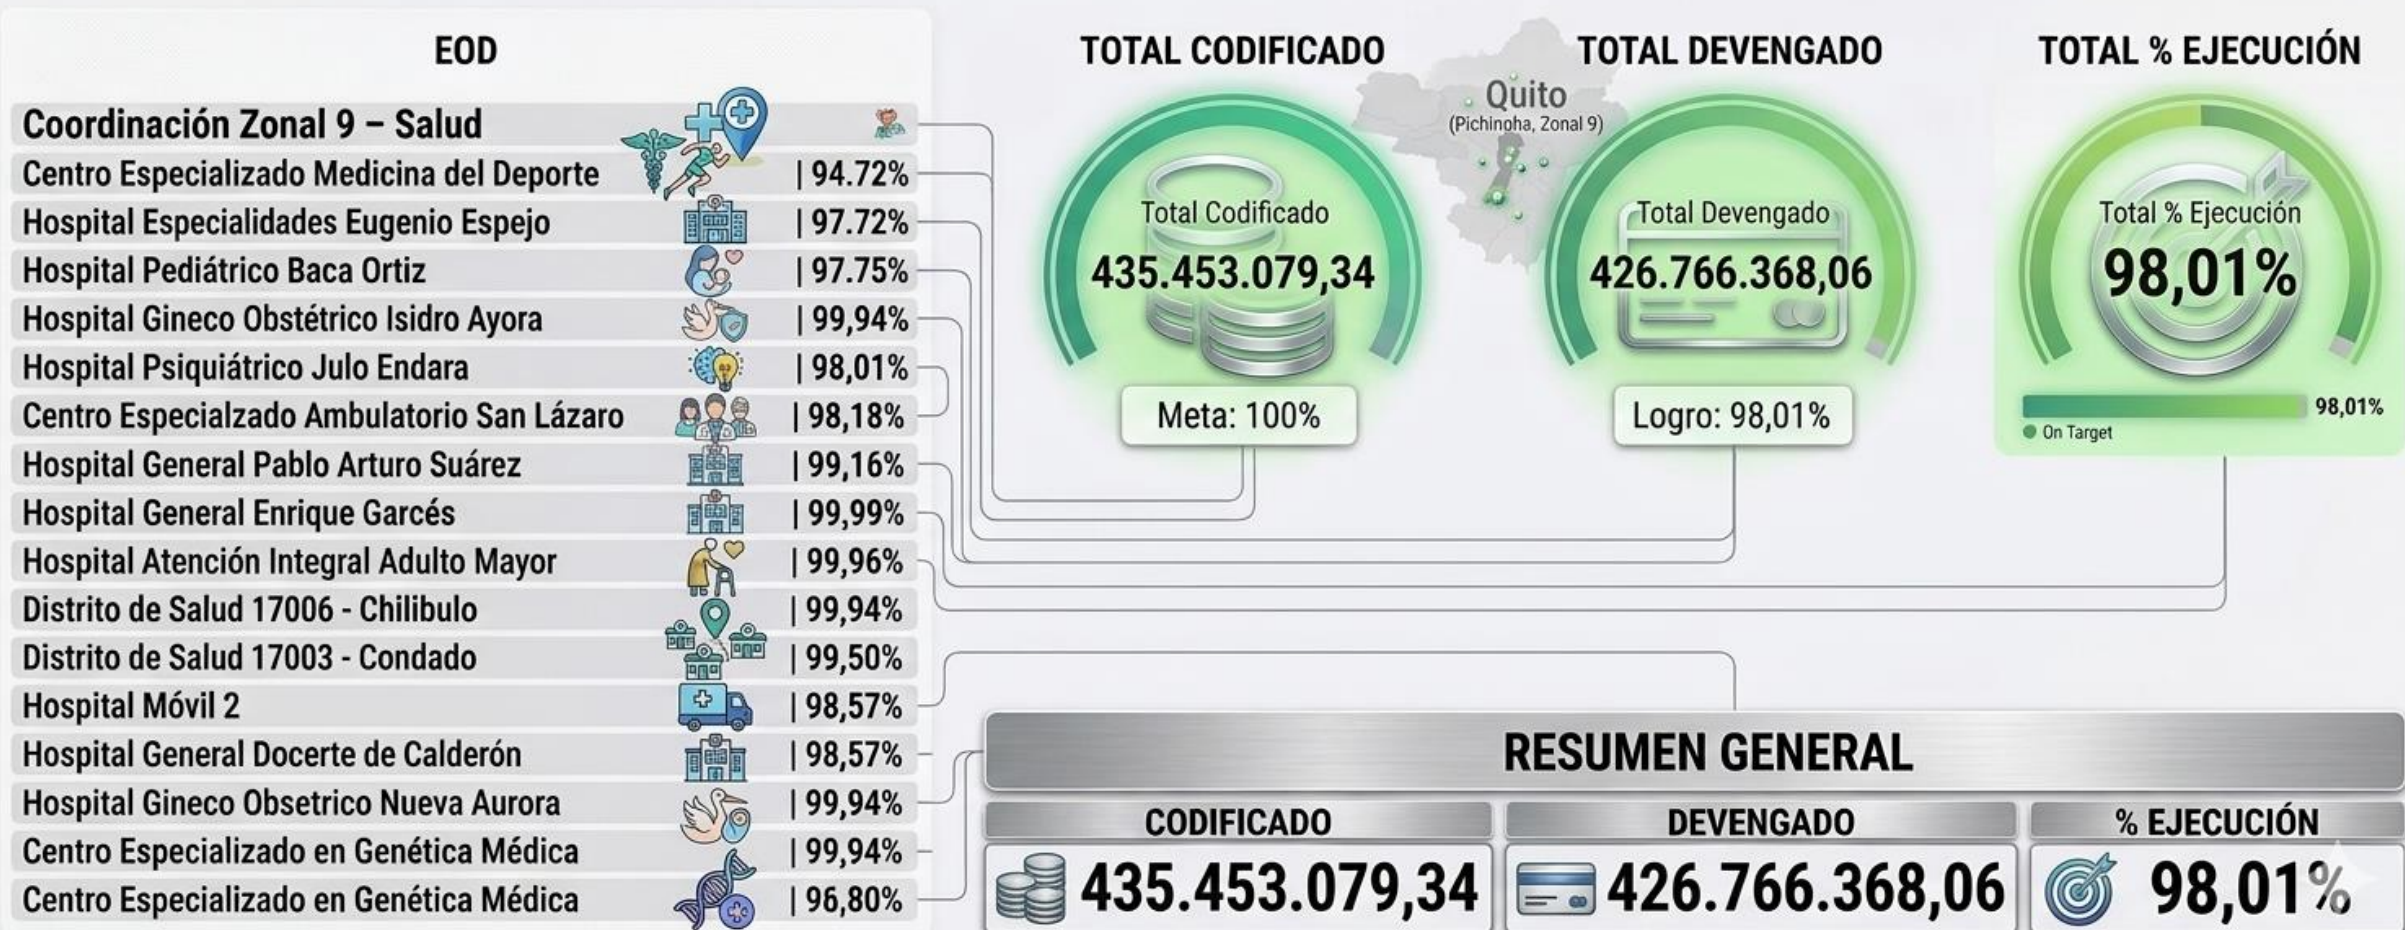 EOD
Coordinación Zonal 9 – Salud
Centro Especializado Medicina del Deporte | 94.72%
Hospital Especialidades Eugenio Espejo | 97.72%
Hospital Pediátrico Baca Ortiz | 97.75%
Hospital Gineco Obstétrico Isidro Ayora | 99,94%
Hospital Psiquiátrico Julo Endara | 98,01%
Centro Especialzado Ambulatorio San Lázaro | 98,18%
Hospital General Pablo Arturo Suárez | 99,16%
Hospital General Enrique Garcés | 99,99%
Hospital Atención Integral Adulto Mayor | 99,96%
Distrito de Salud 17006 - Chilibulo | 99,94%
Distrito de Salud 17003 - Condado | 99,50%
Hospital Móvil 2 | 98,57%
Hospital General Docerte de Calderón | 98,57%
Hospital Gineco Obsetrico Nueva Aurora | 99,94%
Centro Especializado en Genética Médica | 99,94%
Centro Especializado en Genética Médica | 96,80%
TOTAL CODIFICADO
Total Codificado
435.453.079,34
Meta: 100%
Quito
(Pichinoha, Zonal 9)
TOTAL DEVENGADO
Total Devengado
426.766.368,06
Logro: 98,01%
TOTAL % EJECUCIÓN
Total % Ejecución
98,01%
98,01%
On Target
RESUMEN GENERAL
CODIFICADO
435.453.079,34
DEVENGADO
426.766.368,06
% EJECUCIÓN
98,01%